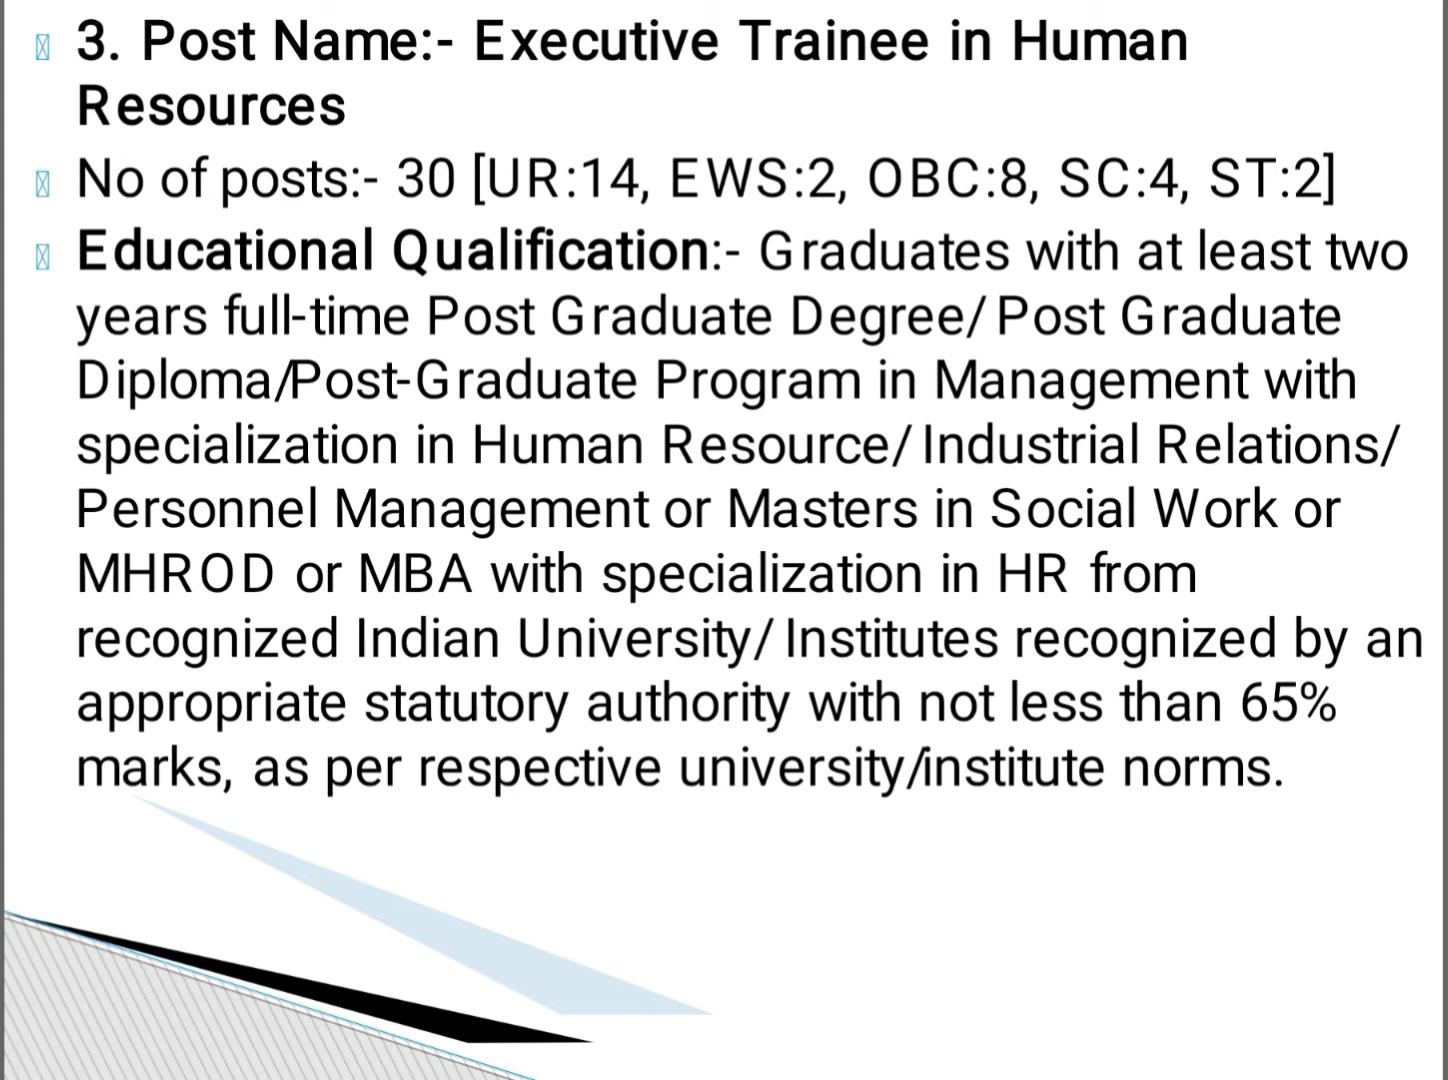 3. Post Name:- Executive Trainee in Human
Resources
No of posts:- 30 [UR:14, EWS:2, OBC:8, SC:4, ST:2]
Educational Qualification:- Graduates with at least two
years full-time Post Graduate Degree/ Post Graduate
Diploma/Post-Graduate Program in Management with
specialization in Human Resource/ Industrial Relations/
Personnel Management or Masters in Social Work or
MHROD or MBA with specialization in HR from
recognized Indian University/ Institutes recognized by an
appropriate statutory authority with not less than 65%
marks, as per respective university/institute norms.